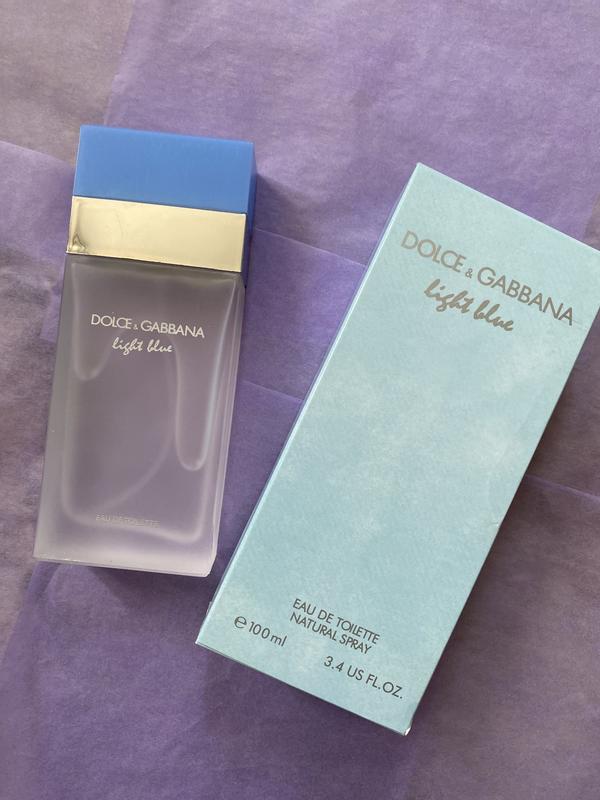 DOLCE & GABBANA
light blue
EAU DE TOILETTE
DOLCE & GABBANA
light blue
EAU DE TOILETTE
NATURAL SPRAY
e 100 ml
3.4 US FL.OZ.